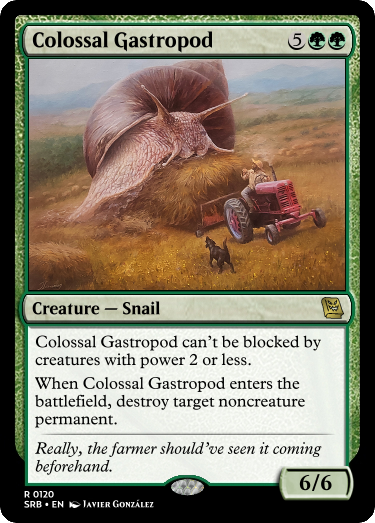 Colossal Gastropod 5
Creature — Snail
Colossal Gastropod can't be blocked by
creatures with power 2 or less.
When Colossal Gastropod enters the
battlefield, destroy target noncreature
permanent.
Really, the farmer should've seen it coming
beforehand.
6/6
R 0120
SRB • EN Javier González